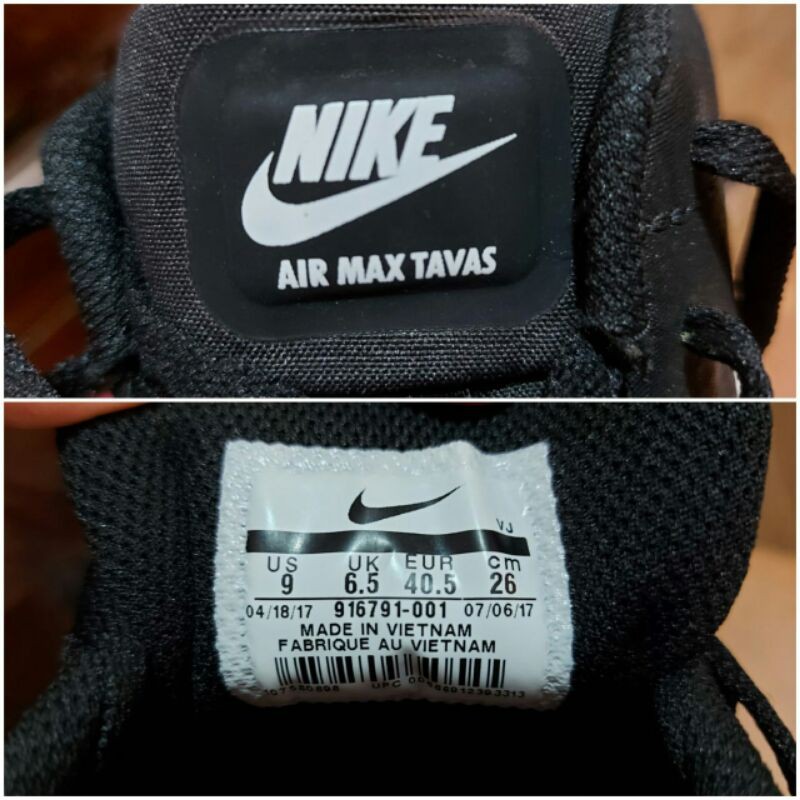 NIKE
AIR MAX TAVAS
VJ
US UK EUR cm
9 6.5 40.5 26
04/18/17 916791-001 07/06/17
MADE IN VIETNAM
FABRIQUE AU VIETNAM
UPC